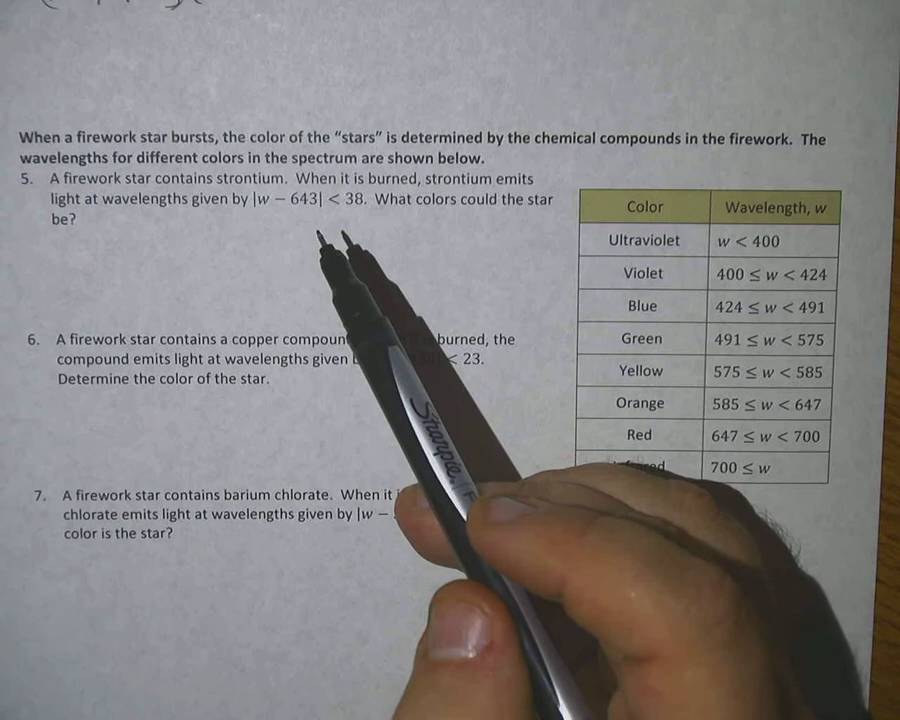 When a firework star bursts, the color of the “stars” is determined by the chemical compounds in the firework. The
wavelengths for different colors in the spectrum are shown below.
5. A firework star contains strontium. When it is burned, strontium emits
light at wavelengths given by |w − 643| < 38. What colors could the star
be?
6. A firework star contains a copper burned, the
compound emits light at wavelengths given < 23.
Determine the color of the star.
7. A firework star contains barium chlorate. When it
chlorate emits light at wavelengths given by |w −
color is the star?
Color Wavelength, w
Ultraviolet w < 400
Violet 400 ≤ w < 424
Blue 424 ≤ w < 491
Green 491 ≤ w < 575
Yellow 575 ≤ w < 585
Orange 585 ≤ w < 647
Red 647 ≤ w < 700
700 ≤ w
Sharpie